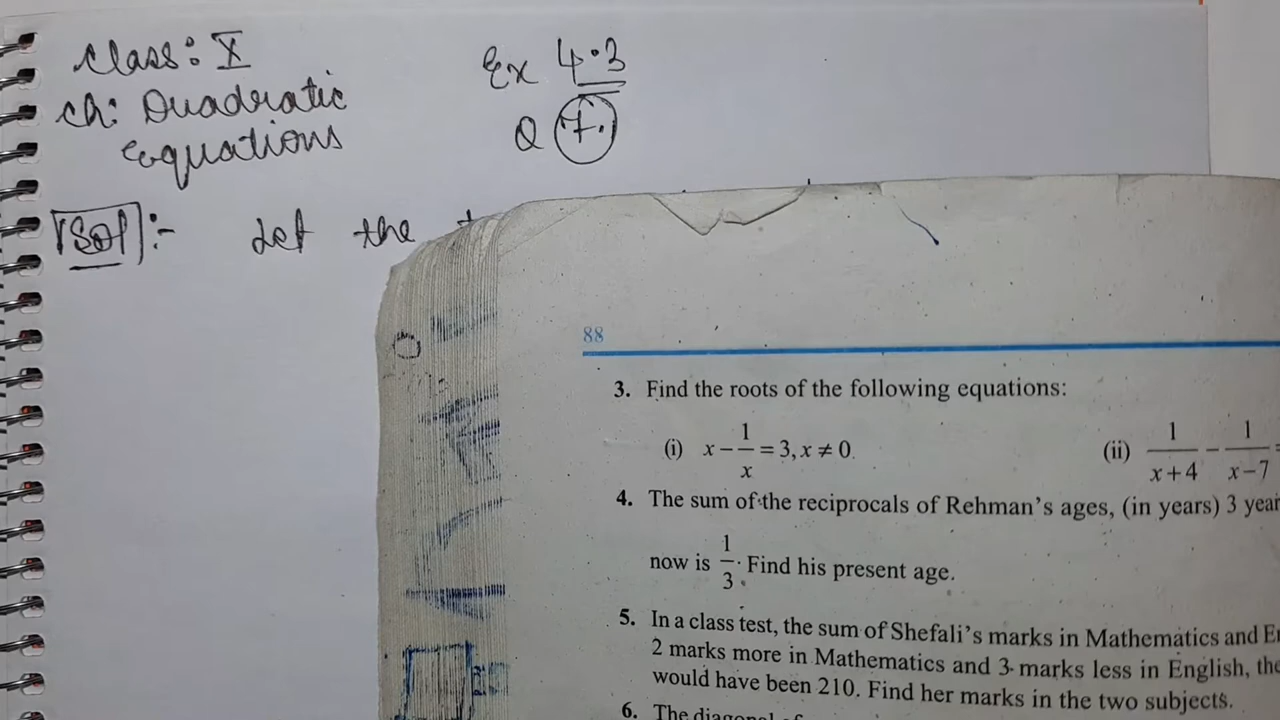 Class: X
Ch: Quadratic
Equations
Ex 4.3
Q 7.
Sol :- Let the
88
3. Find the roots of the following equations:
(i) x - 1/x = 3, x ≠ 0
(ii) 1/(x+4) - 1/(x-7) =
4. The sum of the reciprocals of Rehman's ages, (in years) 3
now is 1/3. Find his present age.
5. In a class test, the sum of Shefali's marks in Mathematics and
2 marks more in Mathematics and 3 marks less in English,
would have been 210. Find her marks in the two subjects.
6. The diagonal of